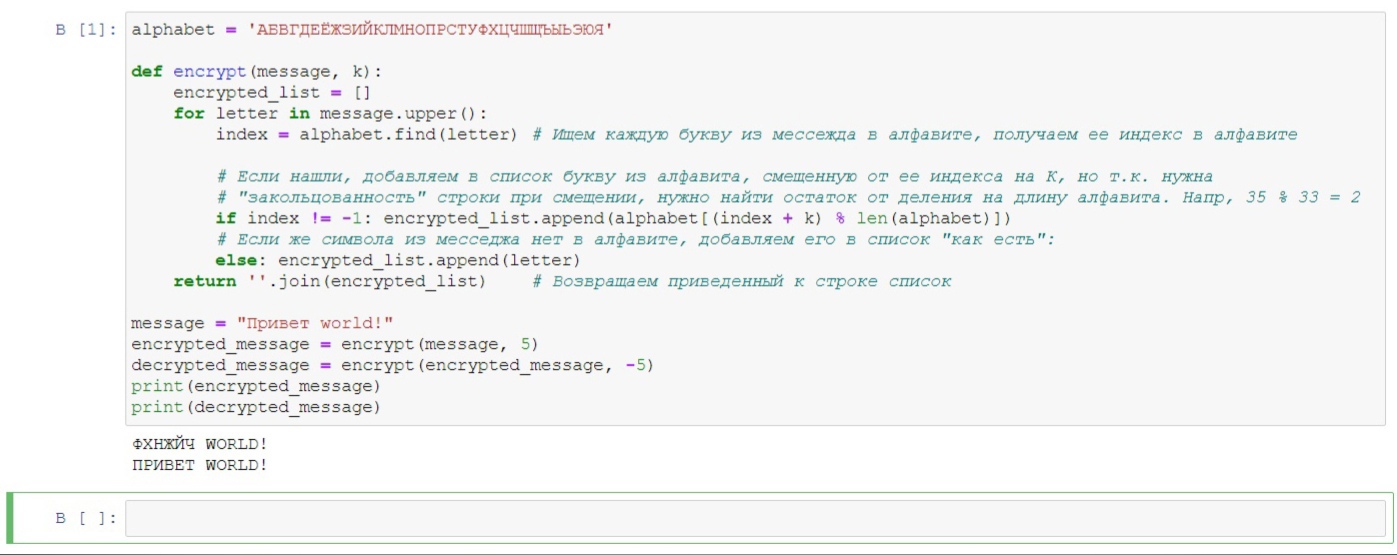 B [1]: alphabet = 'АБВГДЕЁЖЗИЙКЛМНОПРСТУФХЦЧШЩЪЫЬЭЮЯ'
def encrypt(message, k):
    encrypted_list = []
    for letter in message.upper():
        index = alphabet.find(letter) # Ищем каждую букву из мессежда в алфавите, получаем ее индекс в алфавите
        # Если нашли, добавляем в список букву из алфавита, смещенную от ее индекса на К, но т.к. нужна
        # "закольцованность" строки при смещении, нужно найти остаток от деления на длину алфавита. Напр, 35 % 33 = 2
        if index != -1: encrypted_list.append(alphabet[(index + k) % len(alphabet)])
        # Если же символа из месседжа нет в алфавите, добавляем его в список "как есть":
        else: encrypted_list.append(letter)
    return ''.join(encrypted_list)    # Возвращаем приведенный к строке список
message = "Привет world!"
encrypted_message = encrypt(message, 5)
decrypted_message = encrypt(encrypted_message, -5)
print(encrypted_message)
print(decrypted_message)
ФХНЖЙЧ WORLD!
ПРИВЕТ WORLD!
B [ ]: